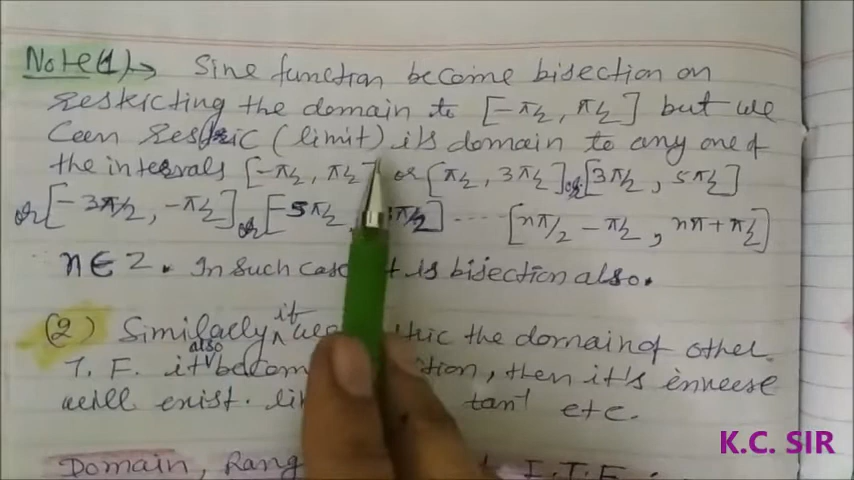 Note(1)→ Sine function become bisection on
Restricting the domain to [-π/2, π/2] but we
Can Restric (limit) its domain to any one of
the intervals [-π/2, π/2] or [π/2, 3π/2] or [3π/2, 5π/2]
or [-3π/2, -π/2] or [-5π/2, 3π/2] ---- [nπ/2 - π/2, nπ+π/2]
n∈Z. In such case it is bijection also.
(2) Similarly, if we the domain of other
T. F. it also become, then it's inverse
will exist. tan⁻¹ etc.
Domain, Rang I.T.F
K.C. SIR